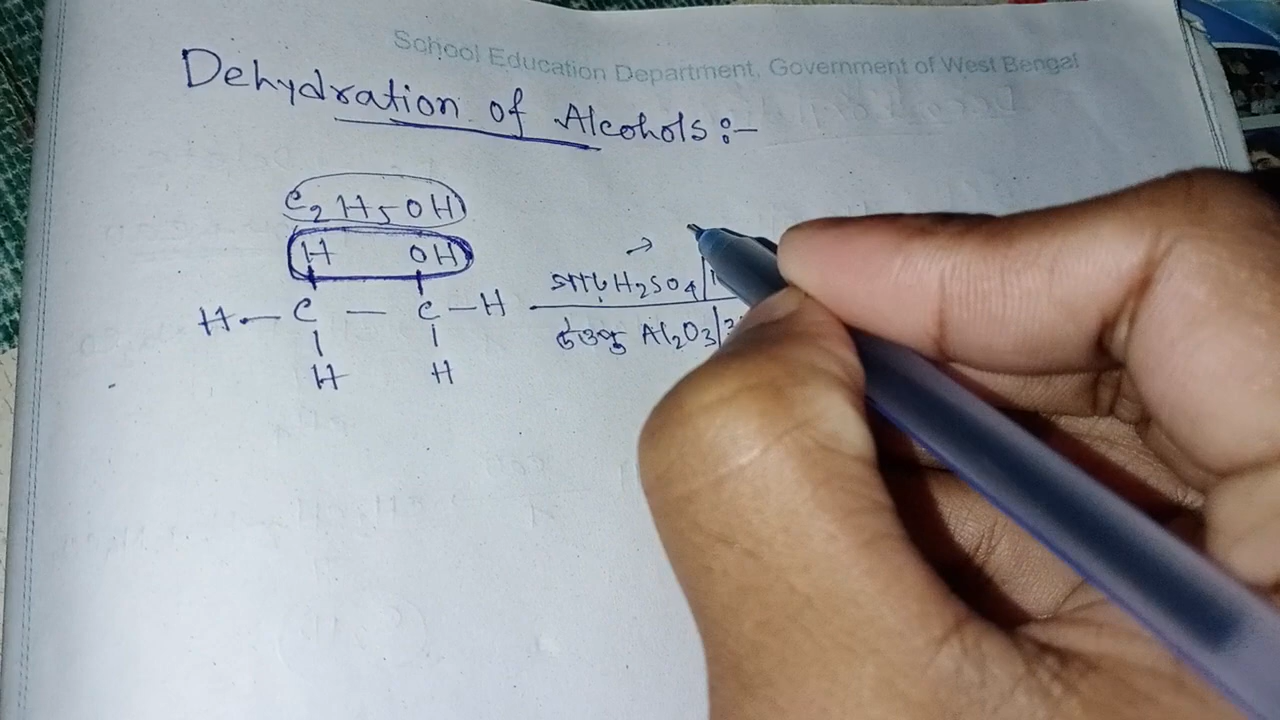 School Education Department, Government of West Bengal
Dehydration of Alcohols :-
C2H5OH
H OH
H — C — C — H
H2SO4/
H H
Al2O3/